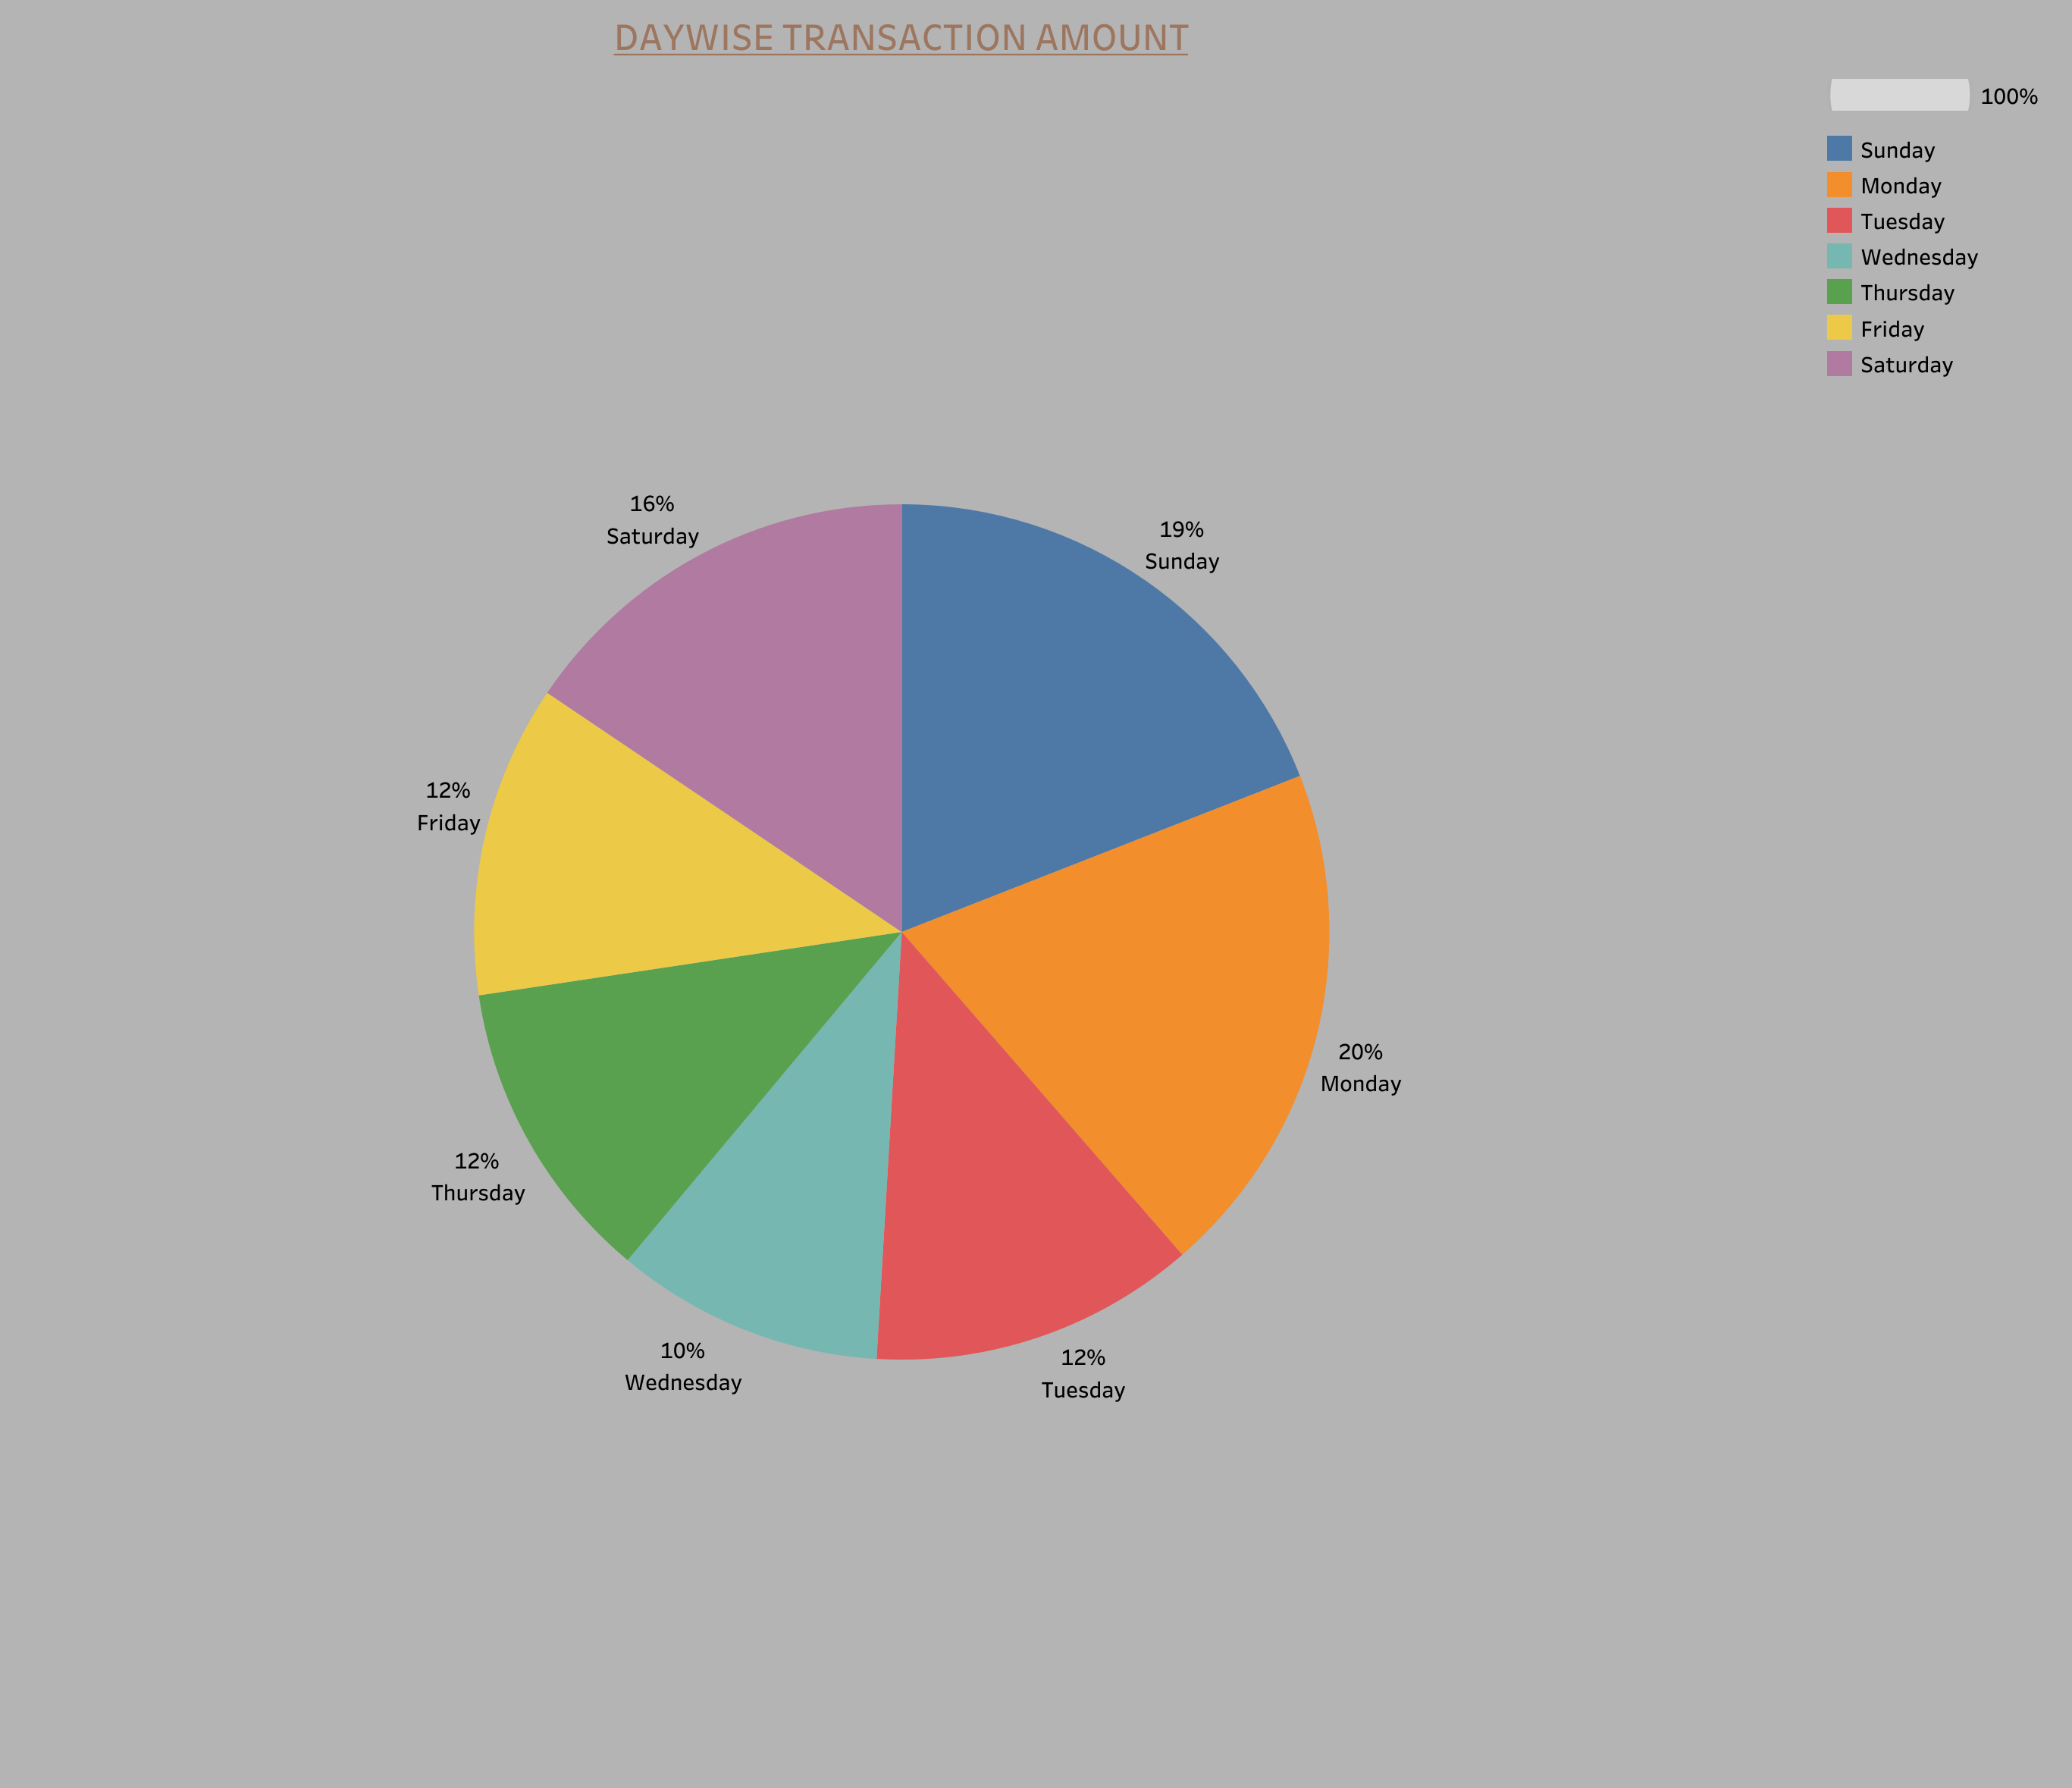 DAYWISE TRANSACTION AMOUNT
100%
Sunday
Monday
Tuesday
Wednesday
Thursday
Friday
Saturday
16%
Saturday
19%
Sunday
12%
Friday
20%
Monday
12%
Thursday
10%
Wednesday
12%
Tuesday